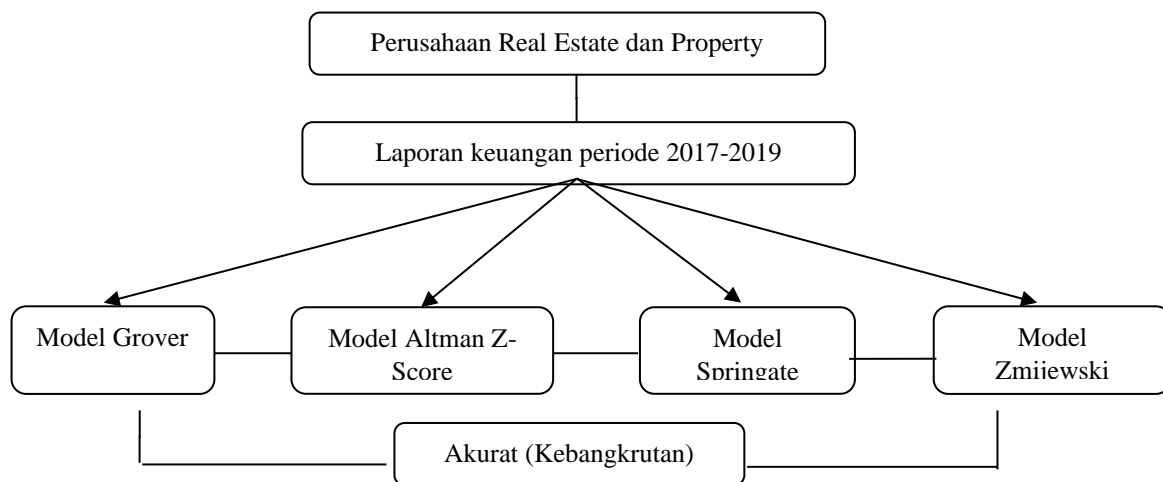 Perusahaan Real Estate dan Property
Laporan keuangan periode 2017-2019
Model Grover
Model Altman Z-
Score
Model
Springate
Model
Zmijewski
Akurat (Kebangkrutan)